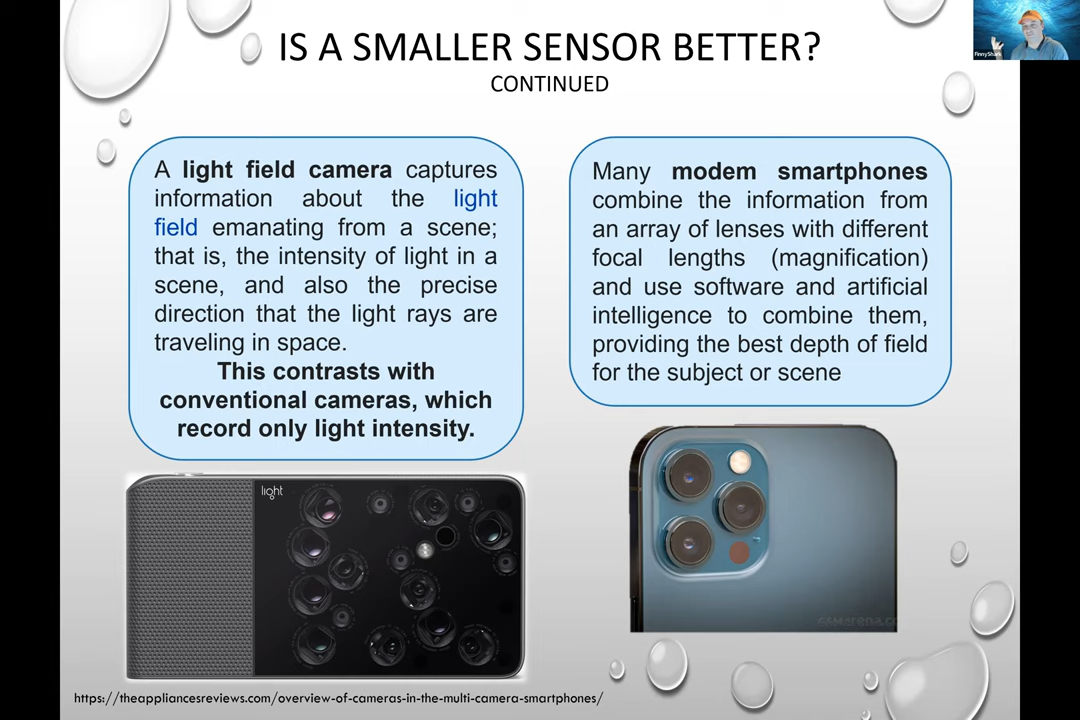 IS A SMALLER SENSOR BETTER?
CONTINUED
FinnyShark
A light field camera captures
information about the light
field emanating from a scene;
that is, the intensity of light in a
scene, and also the precise
direction that the light rays are
traveling in space.
This contrasts with
conventional cameras, which
record only light intensity.
Many modem smartphones
combine the information from
an array of lenses with different
focal lengths (magnification)
and use software and artificial
intelligence to combine them,
providing the best depth of field
for the subject or scene
light
https://theappliancesreviews.com/overview-of-cameras-in-the-multi-camera-smartphones/